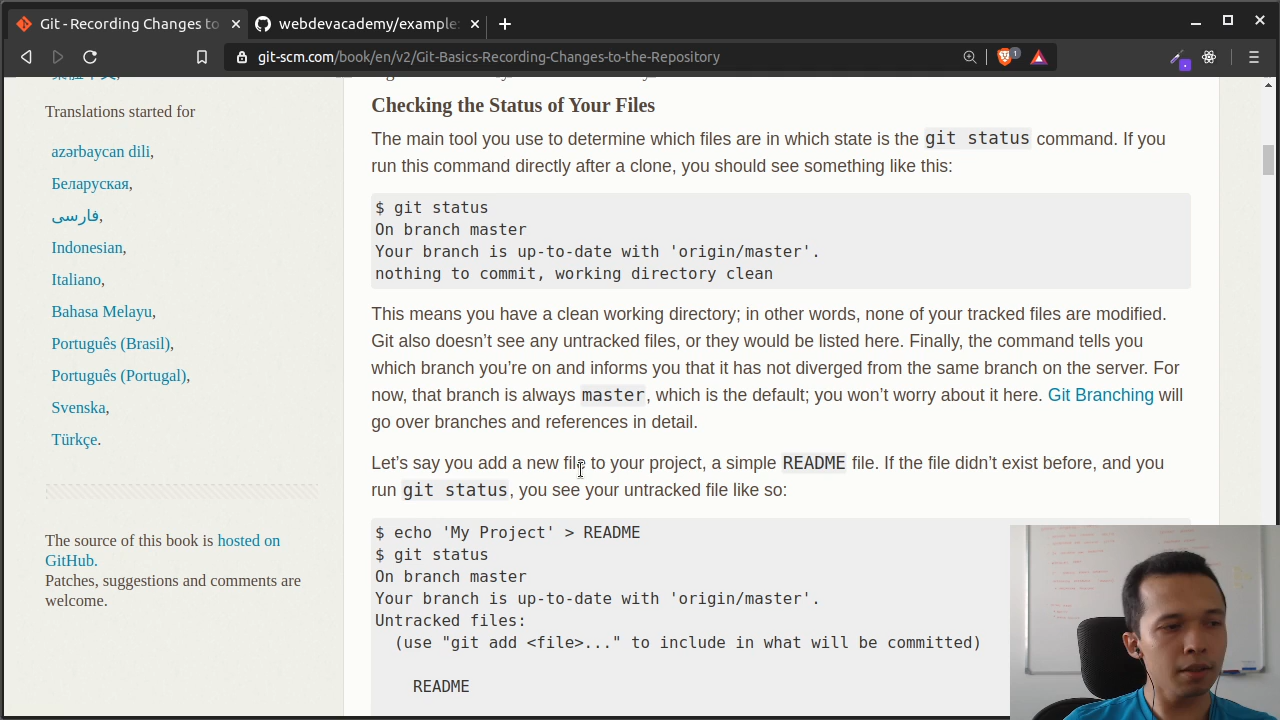 Git - Recording Changes to
webdevacademy/example
git-scm.com/book/en/v2/Git-Basics-Recording-Changes-to-the-Repository
1
Translations started for
azərbaycan dili,
Беларуская,
فارسی,
Indonesian,
Italiano,
Bahasa Melayu,
Português (Brasil),
Português (Portugal),
Svenska,
Türkçe.
The source of this book is hosted on
GitHub.
Patches, suggestions and comments are
welcome.
Checking the Status of Your Files
The main tool you use to determine which files are in which state is the git status command. If you
run this command directly after a clone, you should see something like this:
$ git status
On branch master
Your branch is up-to-date with 'origin/master'.
nothing to commit, working directory clean
This means you have a clean working directory; in other words, none of your tracked files are modified.
Git also doesn’t see any untracked files, or they would be listed here. Finally, the command tells you
which branch you’re on and informs you that it has not diverged from the same branch on the server. For
now, that branch is always master, which is the default; you won’t worry about it here. Git Branching will
go over branches and references in detail.
Let’s say you add a new file to your project, a simple README file. If the file didn’t exist before, and you
run git status, you see your untracked file like so:
$ echo 'My Project' > README
$ git status
On branch master
Your branch is up-to-date with 'origin/master'.
Untracked files:
(use "git add <file>..." to include in what will be committed)
README